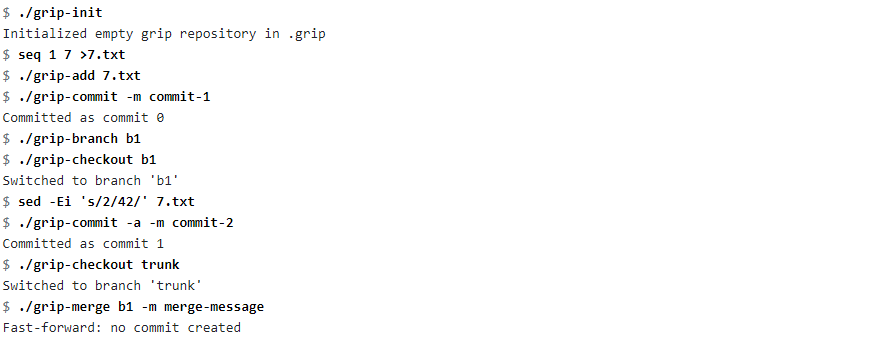 $ ./grip-init
Initialized empty grip repository in .grip
$ seq 1 7 >7.txt
$ ./grip-add 7.txt
$ ./grip-commit -m commit-1
Committed as commit 0
$ ./grip-branch b1
$ ./grip-checkout b1
Switched to branch 'b1'
$ sed -Ei 's/2/42/' 7.txt
$ ./grip-commit -a -m commit-2
Committed as commit 1
$ ./grip-checkout trunk
Switched to branch 'trunk'
$ ./grip-merge b1 -m merge-message
Fast-forward: no commit created